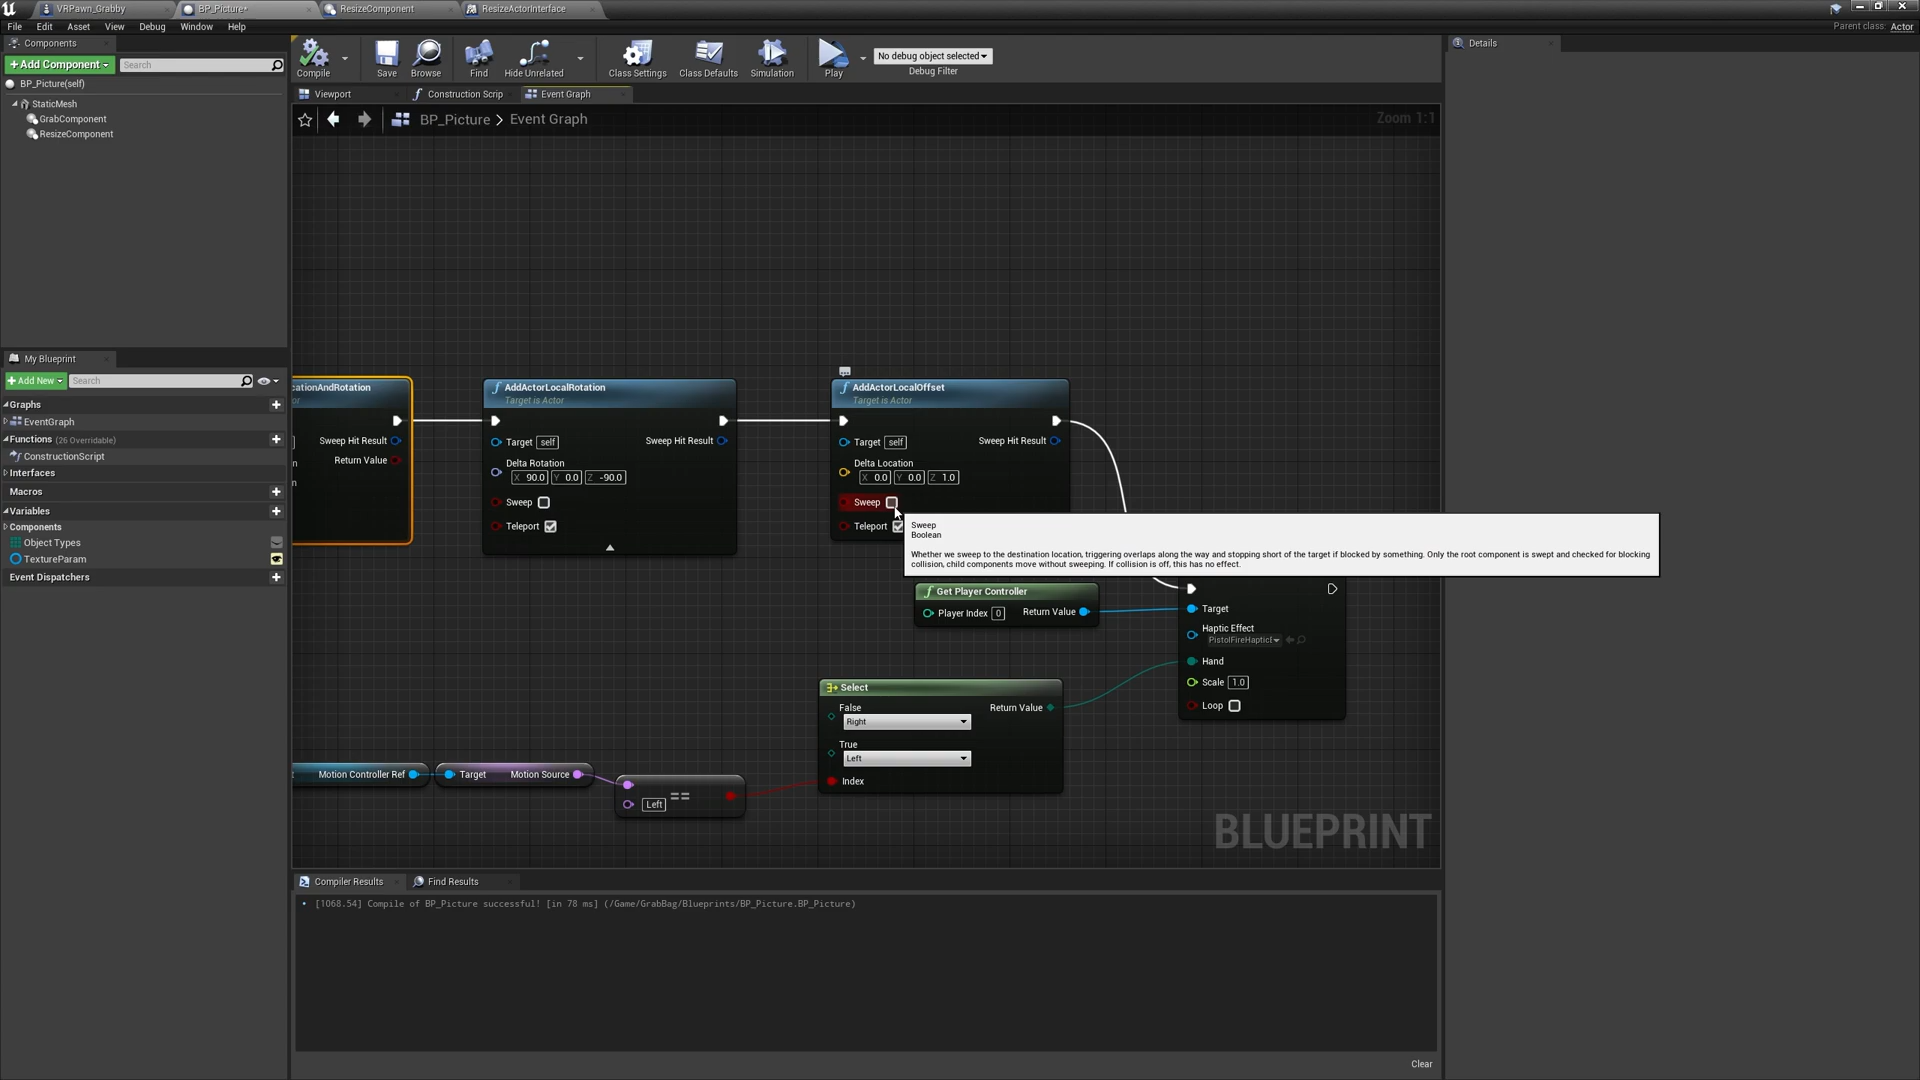 VRPawn_Grabby
BP_Picture*
ResizeComponent
ResizeActorInterface
File Edit Asset View Debug Window Help
Parent class: Actor
Components
+Add Component
Search
BP_Picture(self)
StaticMesh
GrabComponent
ResizeComponent
Compile
Save
Browse
Find
Hide Unrelated
Class Settings
Class Defaults
Simulation
Play
No debug object selected
Debug Filter
Details
Viewport
Construction Scrip
Event Graph
BP_Picture > Event Graph
Zoom 1:1
My Blueprint
+Add New
Search
Graphs
EventGraph
Functions (26 Overridable)
ConstructionScript
Interfaces
Macros
Variables
Components
Object Types
TextureParam
Event Dispatchers
cationAndRotation
or
Sweep Hit Result
Return Value
n
n
AddActorLocalRotation
Target is Actor
Target self
Sweep Hit Result
Delta Rotation
X 90.0 Y 0.0 Z -90.0
Sweep
Teleport
AddActorLocalOffset
Target is Actor
Target self
Sweep Hit Result
Delta Location
X 0.0 Y 0.0 Z 1.0
Sweep
Teleport
Sweep
Boolean
Whether we sweep to the destination location, triggering overlaps along the way and stopping short of the target if blocked by something. Only the root component is swept and checked for blocking
collision, child components move without sweeping. If collision is off, this has no effect.
Get Player Controller
Player Index 0
Return Value
Target
Haptic Effect
PistolFireHapticE
Hand
Scale 1.0
Loop
Select
False
Right
Return Value
True
Left
Index
t Motion Controller Ref
Target Motion Source
==
Left
BLUEPRINT
Compiler Results
Find Results
[1068.54] Compile of BP_Picture successful! [in 78 ms] (/Game/GrabBag/Blueprints/BP_Picture.BP_Picture)
Clear